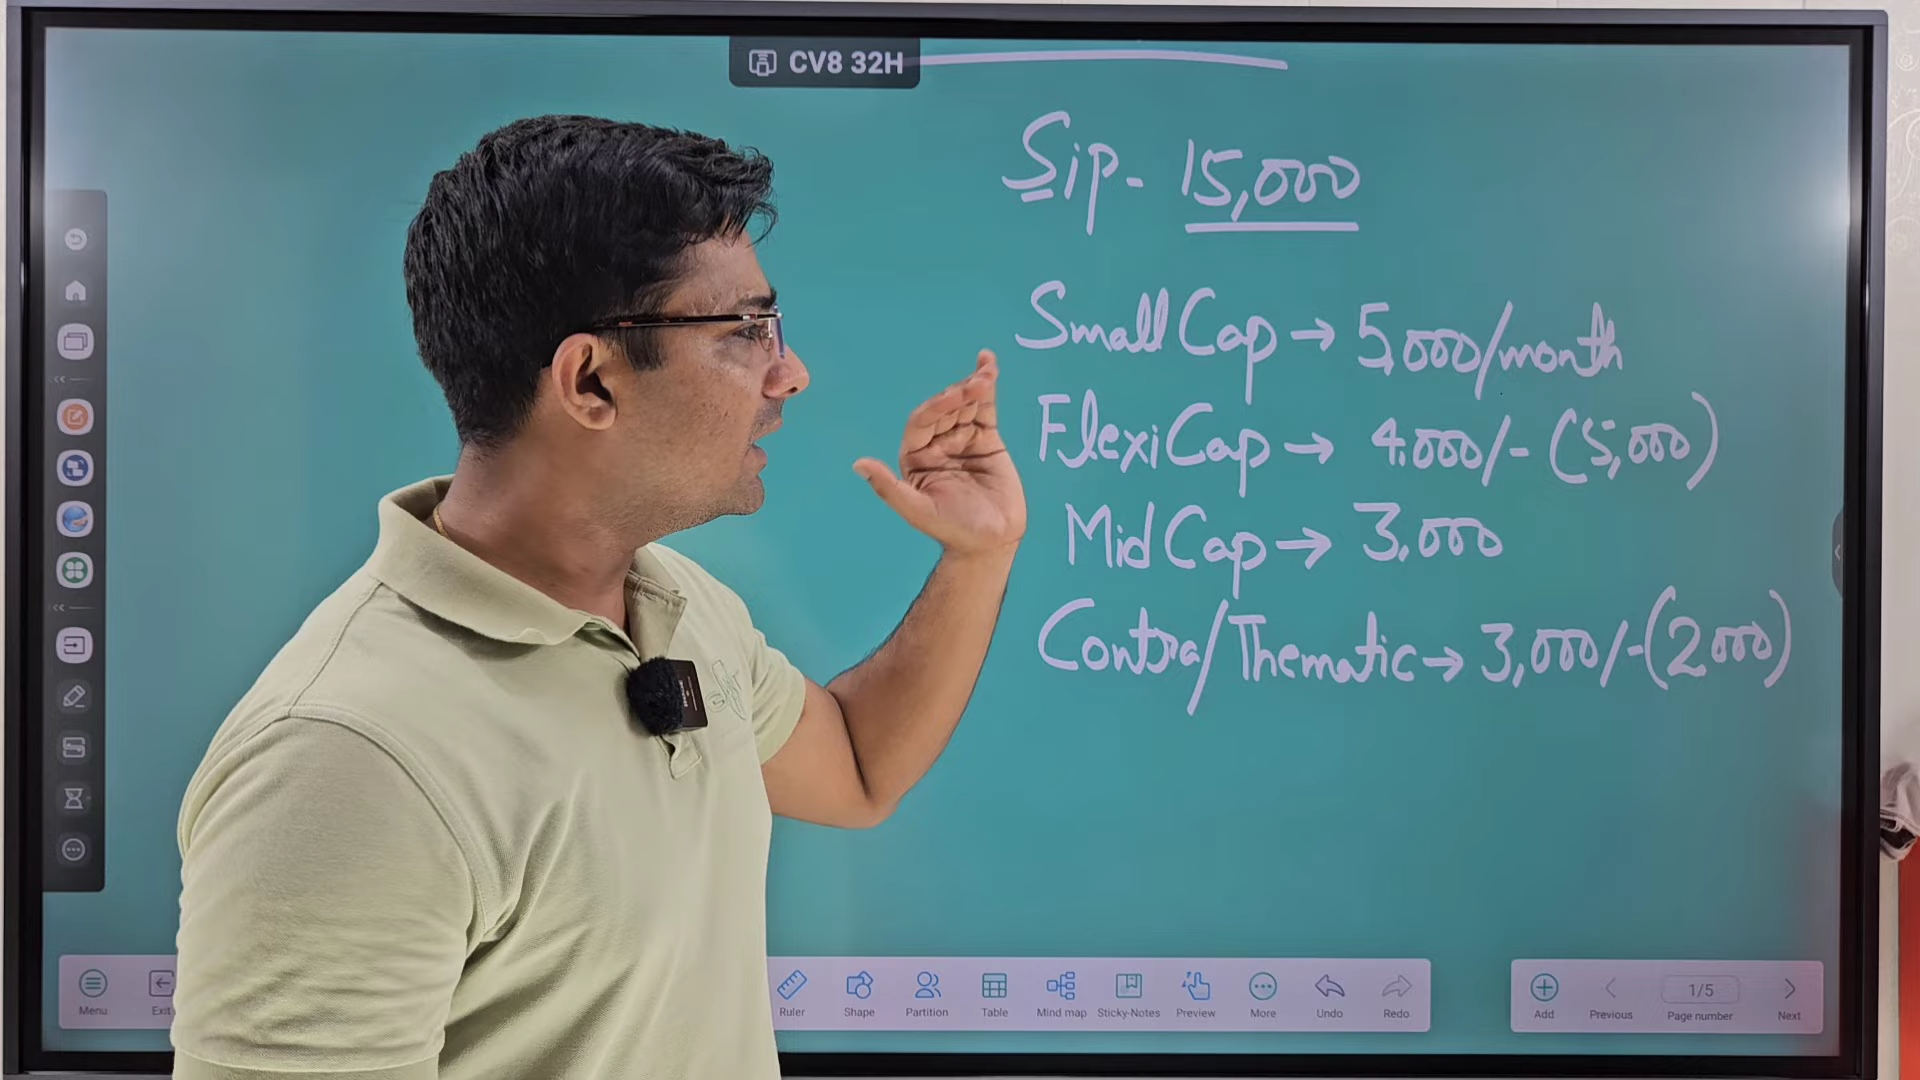 CV8 32H
Sip - 15,000
Small Cap → 5,000/month
Flexi Cap → 4,000/- (5,000)
Mid Cap → 3,000
Contra/Thematic → 3,000/- (2000)
Menu Exit Ruler Shape Partition Table Mind map Sticky-Notes Preview More Undo Redo Add Previous 1/5 Page number Next